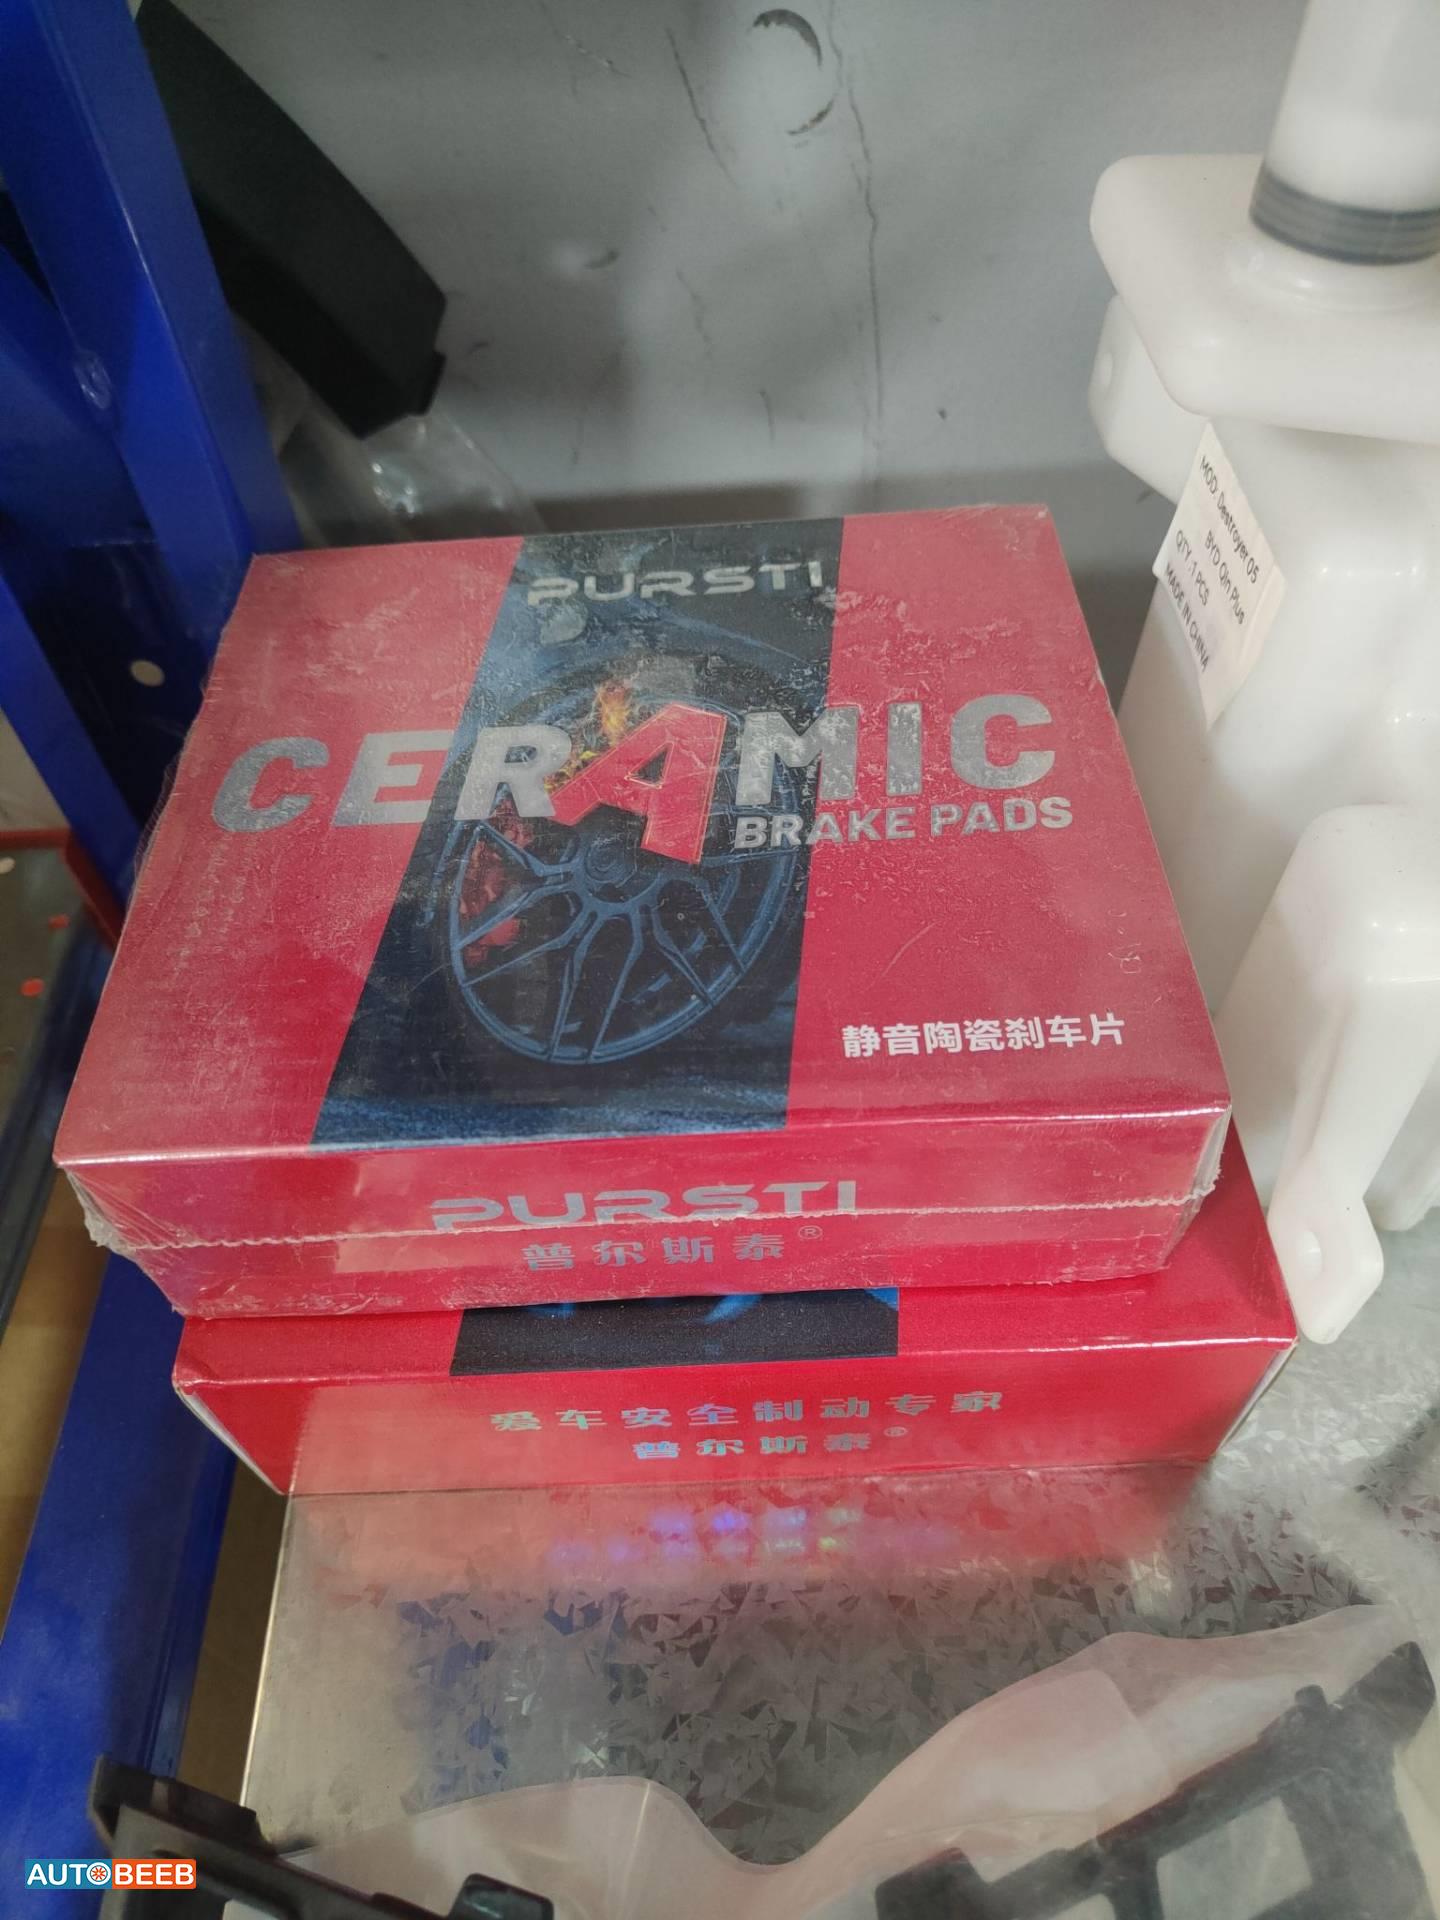 PURSTI
CERAMIC
BRAKE PADS
静音陶瓷刹车片
PURSTI
普尔斯泰®
爱车安全制动专家
普尔斯泰®
MOD: Destroyer 05
BYD Qin Plus
QTY :1 PCS
MADE IN CHINA
AUTOBEEB